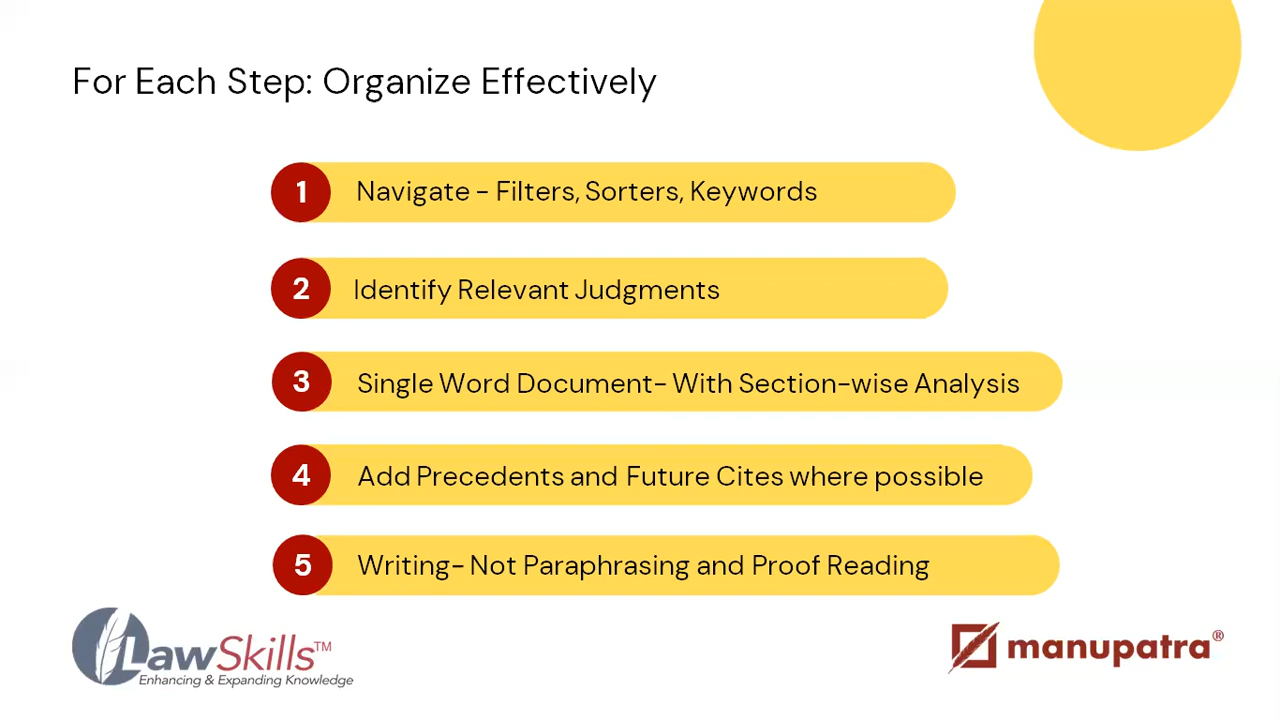 For Each Step: Organize Effectively
1 Navigate - Filters, Sorters, Keywords
2 Identify Relevant Judgments
3 Single Word Document- With Section-wise Analysis
4 Add Precedents and Future Cites where possible
5 Writing- Not Paraphrasing and Proof Reading
LawSkills™
Enhancing & Expanding Knowledge
manupatra®